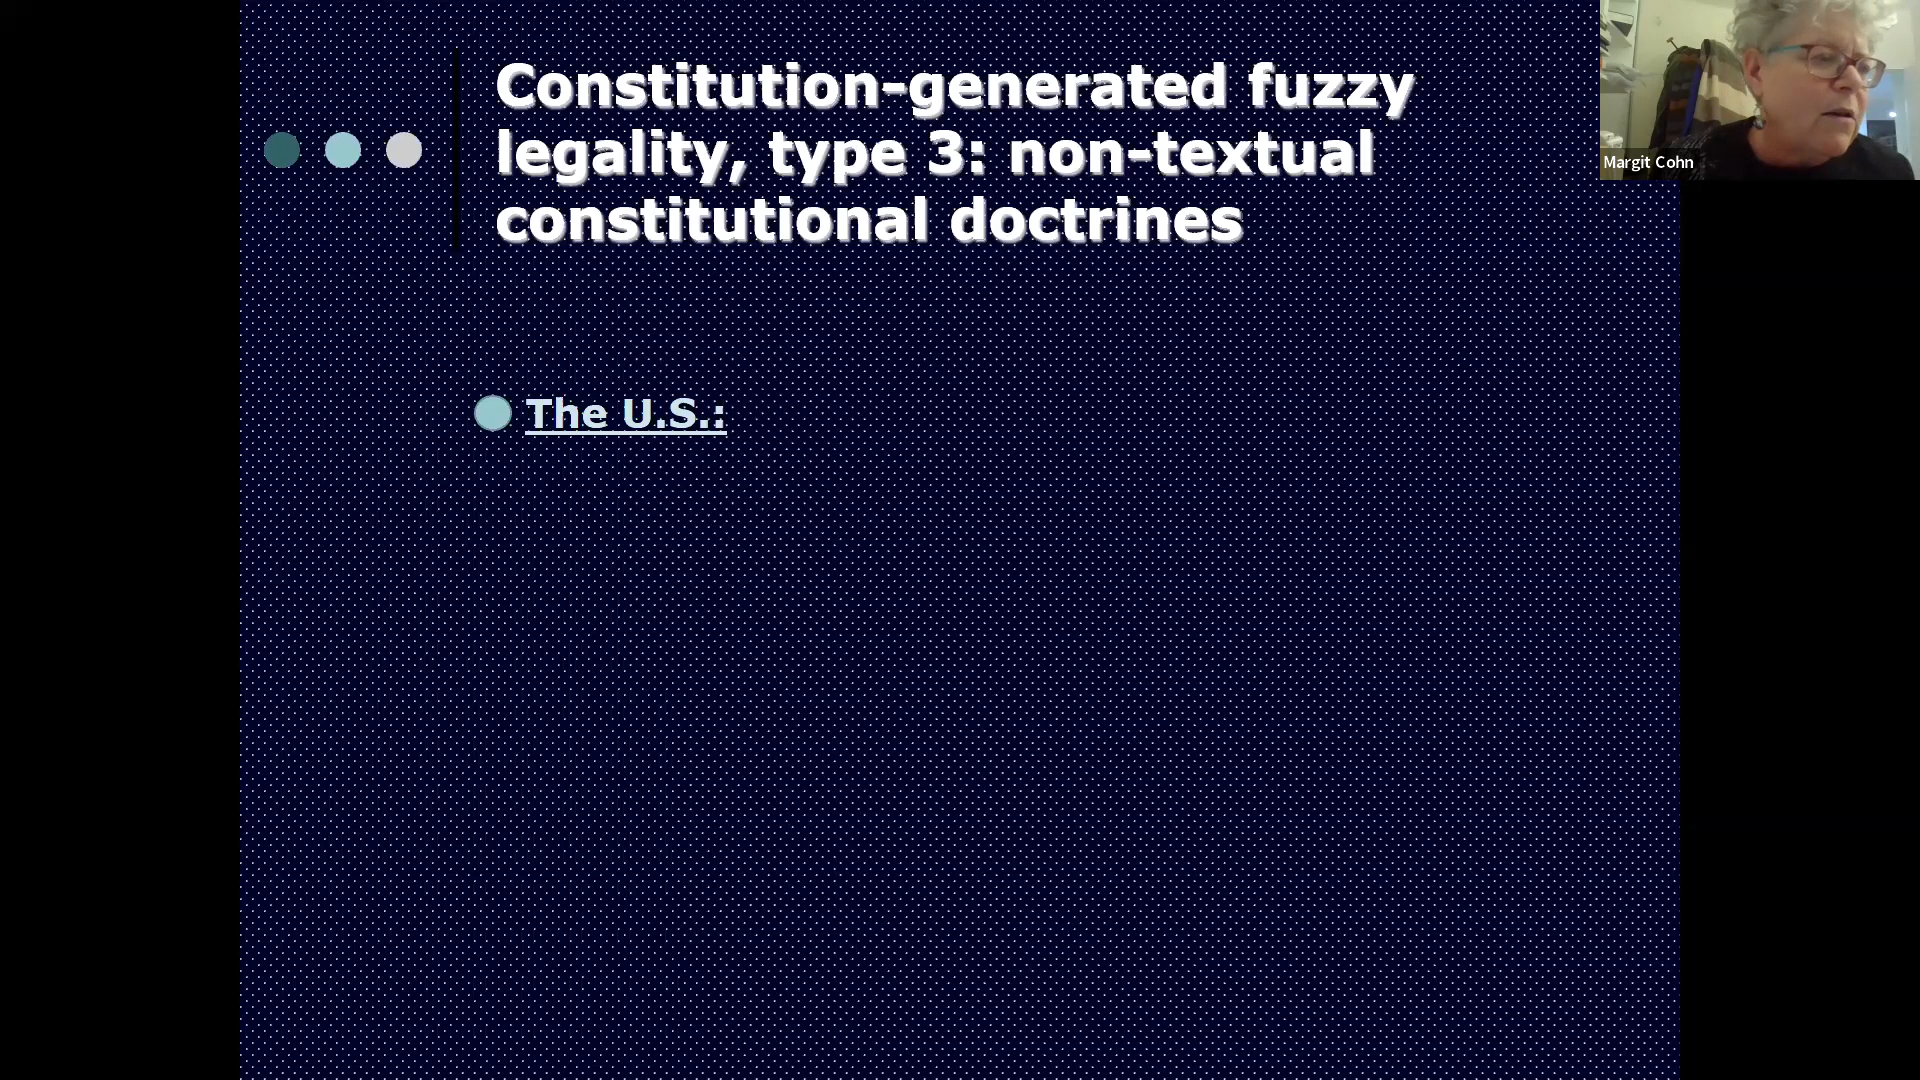 Constitution-generated fuzzy
legality, type 3: non-textual
constitutional doctrines
The U.S.:
Margit Cohn